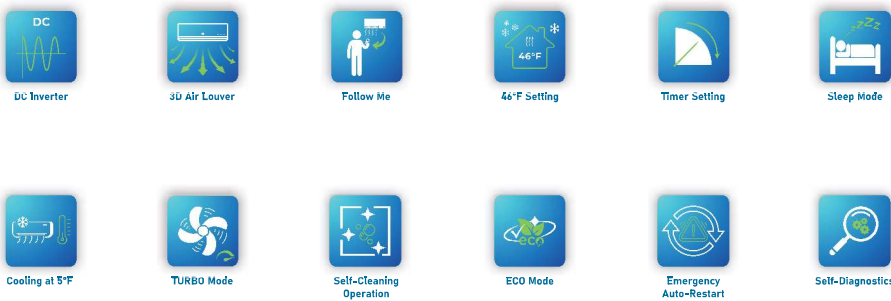 DC
46°F
zzZz
DC Inverter
3D Air Louver
Follow Me
46°F Setting
Timer Setting
Sleep Mode
eco
Cooling at 5°F
TURBO Mode
Self-Cleaning
Operation
ECO Mode
Emergency
Auto-Restart
Self-Diagnostics